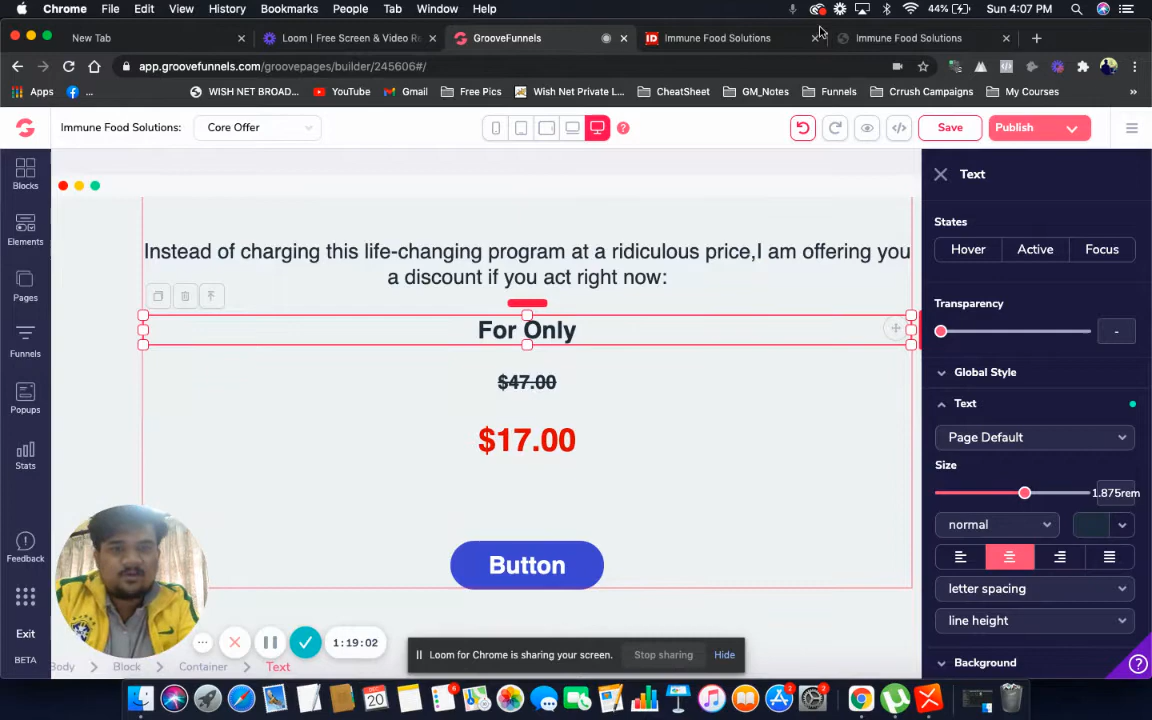 Chrome File Edit View History Bookmarks People Tab Window Help 44% Sun 4:07 PM
New Tab Loom | Free Screen & Video R GrooveFunnels Immune Food Solutions Immune Food Solutions
app.groovefunnels.com/groovepages/builder/245606#/
Apps ... WISH NET BROAD... YouTube Gmail Free Pics Wish Net Private L... CheatSheet GM_Notes Funnels Crrush Campaigns My Courses
Immune Food Solutions: Core Offer Save Publish
Blocks
Elements
Pages
Funnels
Popups
Stats
Feedback
Exit
BETA
Instead of charging this life-changing program at a ridiculous price,I am offering you
a discount if you act right now:
For Only
$47.00
$17.00
Button
1:19:02
Loom for Chrome is sharing your screen. Stop sharing Hide
Body Block Container Text
Text
States
Hover Active Focus
Transparency
-
Global Style
Text
Page Default
Size
1.875rem
normal
letter spacing
line height
Background
DEC
20
6
2
2